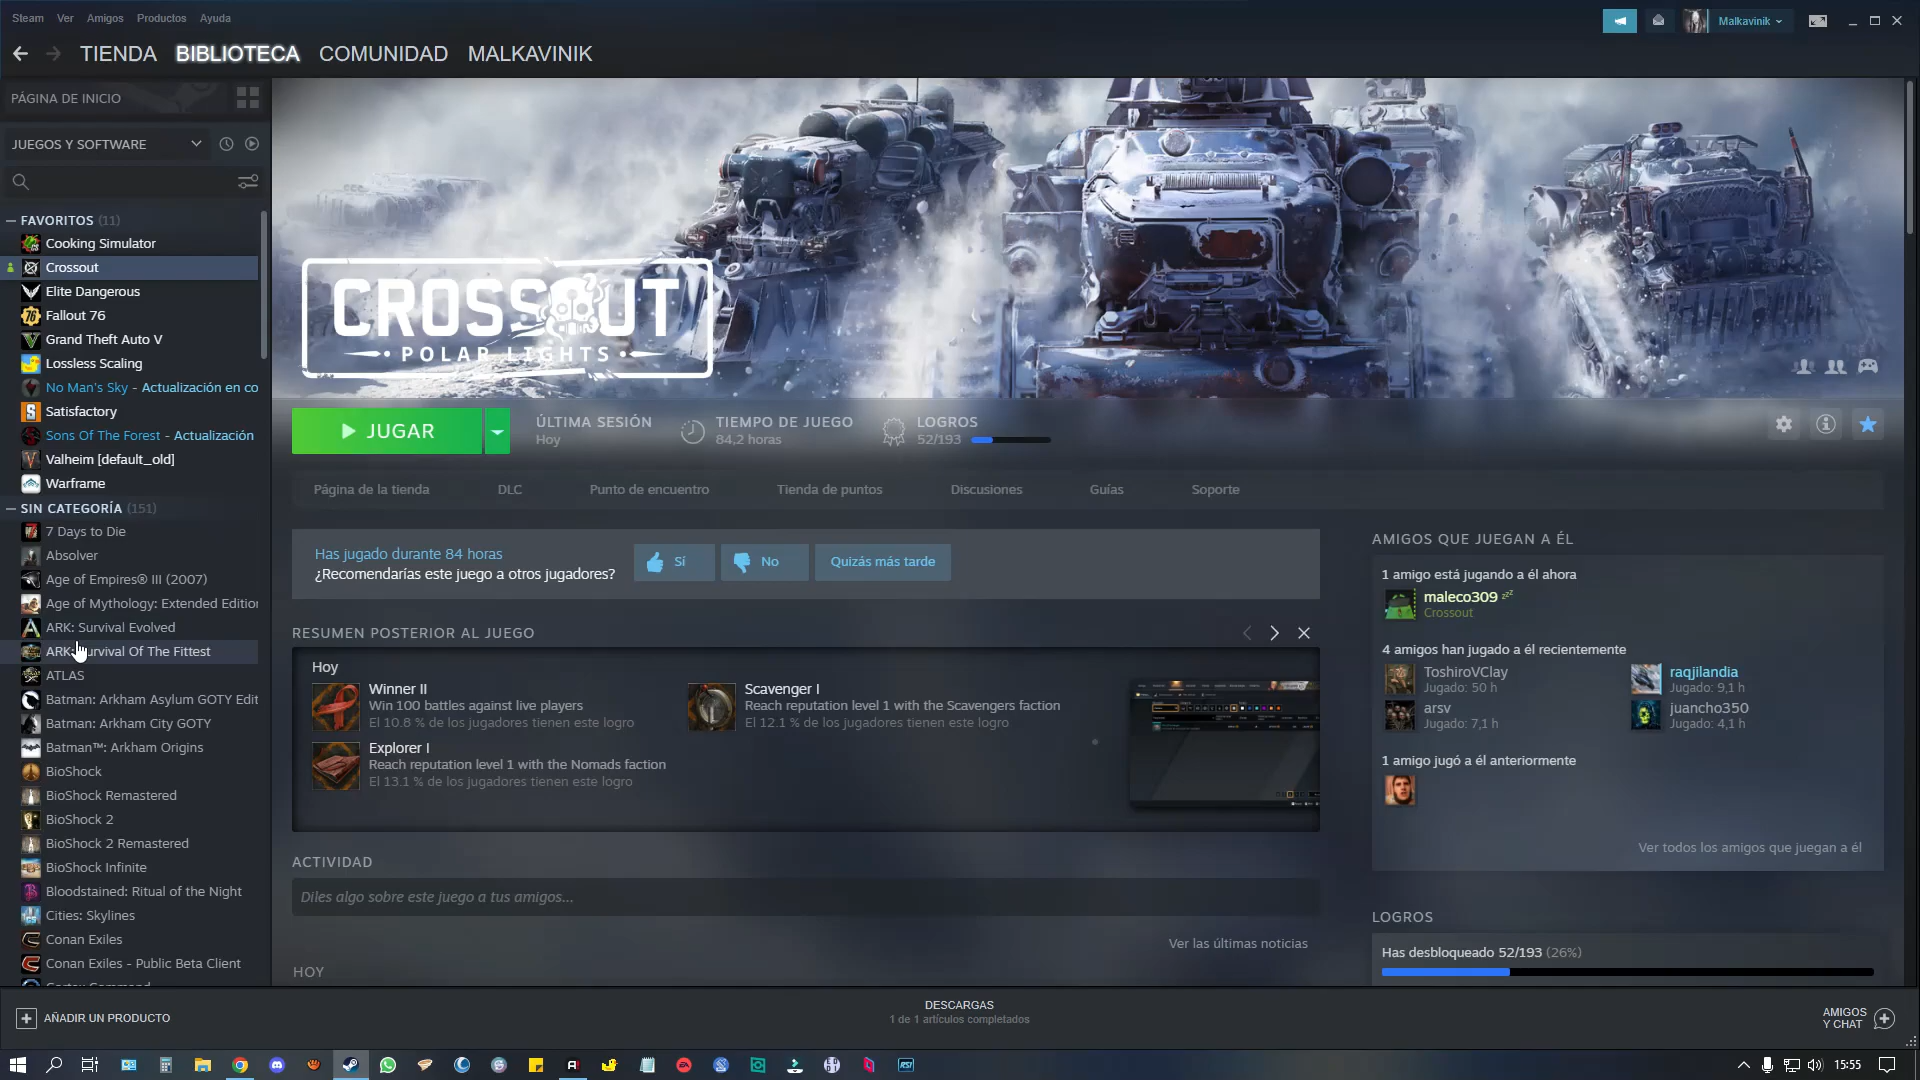 Steam Ver Amigos Productos Ayuda
Malkavinik
TIENDA BIBLIOTECA COMUNIDAD MALKAVINIK
PÁGINA DE INICIO
JUEGOS Y SOFTWARE
FAVORITOS (11)
Cooking Simulator
Crossout
Elite Dangerous
Fallout 76
Grand Theft Auto V
Lossless Scaling
No Man's Sky - Actualización en co
Satisfactory
Sons Of The Forest - Actualización
Valheim [default_old]
Warframe
SIN CATEGORÍA (151)
7 Days to Die
Absolver
Age of Empires® III (2007)
Age of Mythology: Extended Edition
ARK: Survival Evolved
ARK: Survival Of The Fittest
ATLAS
Batman: Arkham Asylum GOTY Edit
Batman: Arkham City GOTY
Batman™: Arkham Origins
BioShock
BioShock Remastered
BioShock 2
BioShock 2 Remastered
BioShock Infinite
Bloodstained: Ritual of the Night
Cities: Skylines
Conan Exiles
Conan Exiles - Public Beta Client
CROSSOUT
POLAR LIGHTS
JUGAR
ÚLTIMA SESIÓN
Hoy
TIEMPO DE JUEGO
84,2 horas
LOGROS
52/193
Página de la tienda DLC Punto de encuentro Tienda de puntos Discusiones Guías Soporte
Has jugado durante 84 horas
¿Recomendarías este juego a otros jugadores?
Sí No Quizás más tarde
RESUMEN POSTERIOR AL JUEGO
Hoy
Winner II
Win 100 battles against live players
El 10.8 % de los jugadores tienen este logro
Scavenger I
Reach reputation level 1 with the Scavengers faction
El 12.1 % de los jugadores tienen este logro
Explorer I
Reach reputation level 1 with the Nomads faction
El 13.1 % de los jugadores tienen este logro
ACTIVIDAD
Diles algo sobre este juego a tus amigos...
Ver las últimas noticias
HOY
AMIGOS QUE JUEGAN A ÉL
1 amigo está jugando a él ahora
maleco309 zzz
Crossout
4 amigos han jugado a él recientemente
ToshiroVClay
Jugado: 50 h
raqjilandia
Jugado: 9,1 h
arsv
Jugado: 7,1 h
juancho350
Jugado: 4,1 h
1 amigo jugó a él anteriormente
Ver todos los amigos que juegan a él
LOGROS
Has desbloqueado 52/193 (26%)
AÑADIR UN PRODUCTO
DESCARGAS
1 de 1 artículos completados
AMIGOS
Y CHAT
15:55